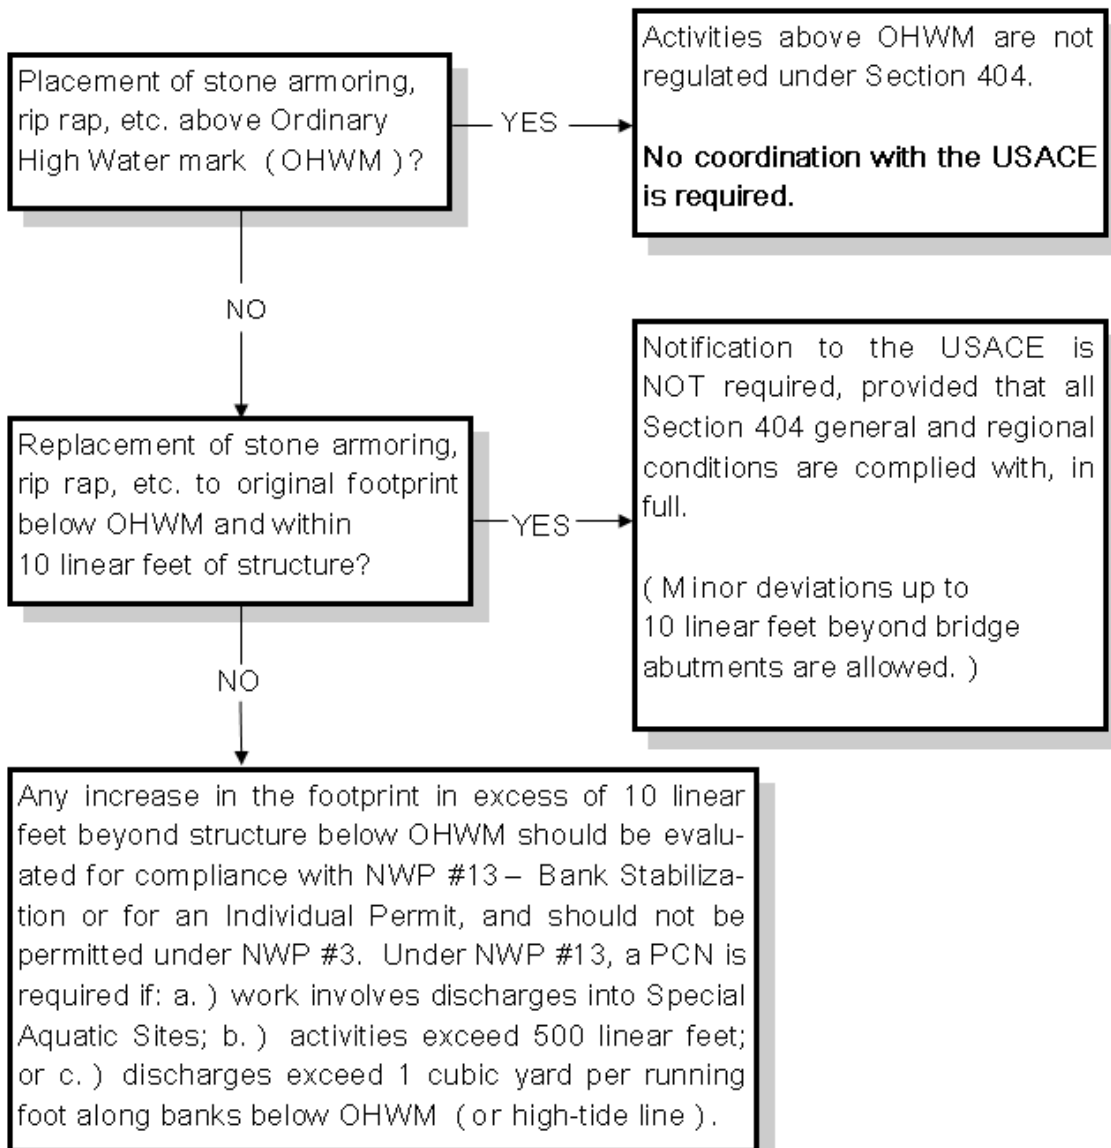 Placement of stone armoring,
rip rap, etc. above Ordinary
High Water mark ( OHWM )?
YES
Activities above OHWM are not
regulated under Section 404.
No coordination with the USACE
is required.
NO
Replacement of stone armoring,
rip rap, etc. to original footprint
below OHWM and within
10 linear feet of structure?
YES
Notification to the USACE is
NOT required, provided that all
Section 404 general and regional
conditions are complied with, in
full.
( Minor deviations up to
10 linear feet beyond bridge
abutments are allowed. )
NO
Any increase in the footprint in excess of 10 linear
feet beyond structure below OHWM should be evalu-
ated for compliance with NWP #13 – Bank Stabiliza-
tion or for an Individual Permit, and should not be
permitted under NWP #3. Under NWP #13, a PCN is
required if: a. ) work involves discharges into Special
Aquatic Sites; b. ) activities exceed 500 linear feet;
or c. ) discharges exceed 1 cubic yard per running
foot along banks below OHWM ( or high-tide line ).